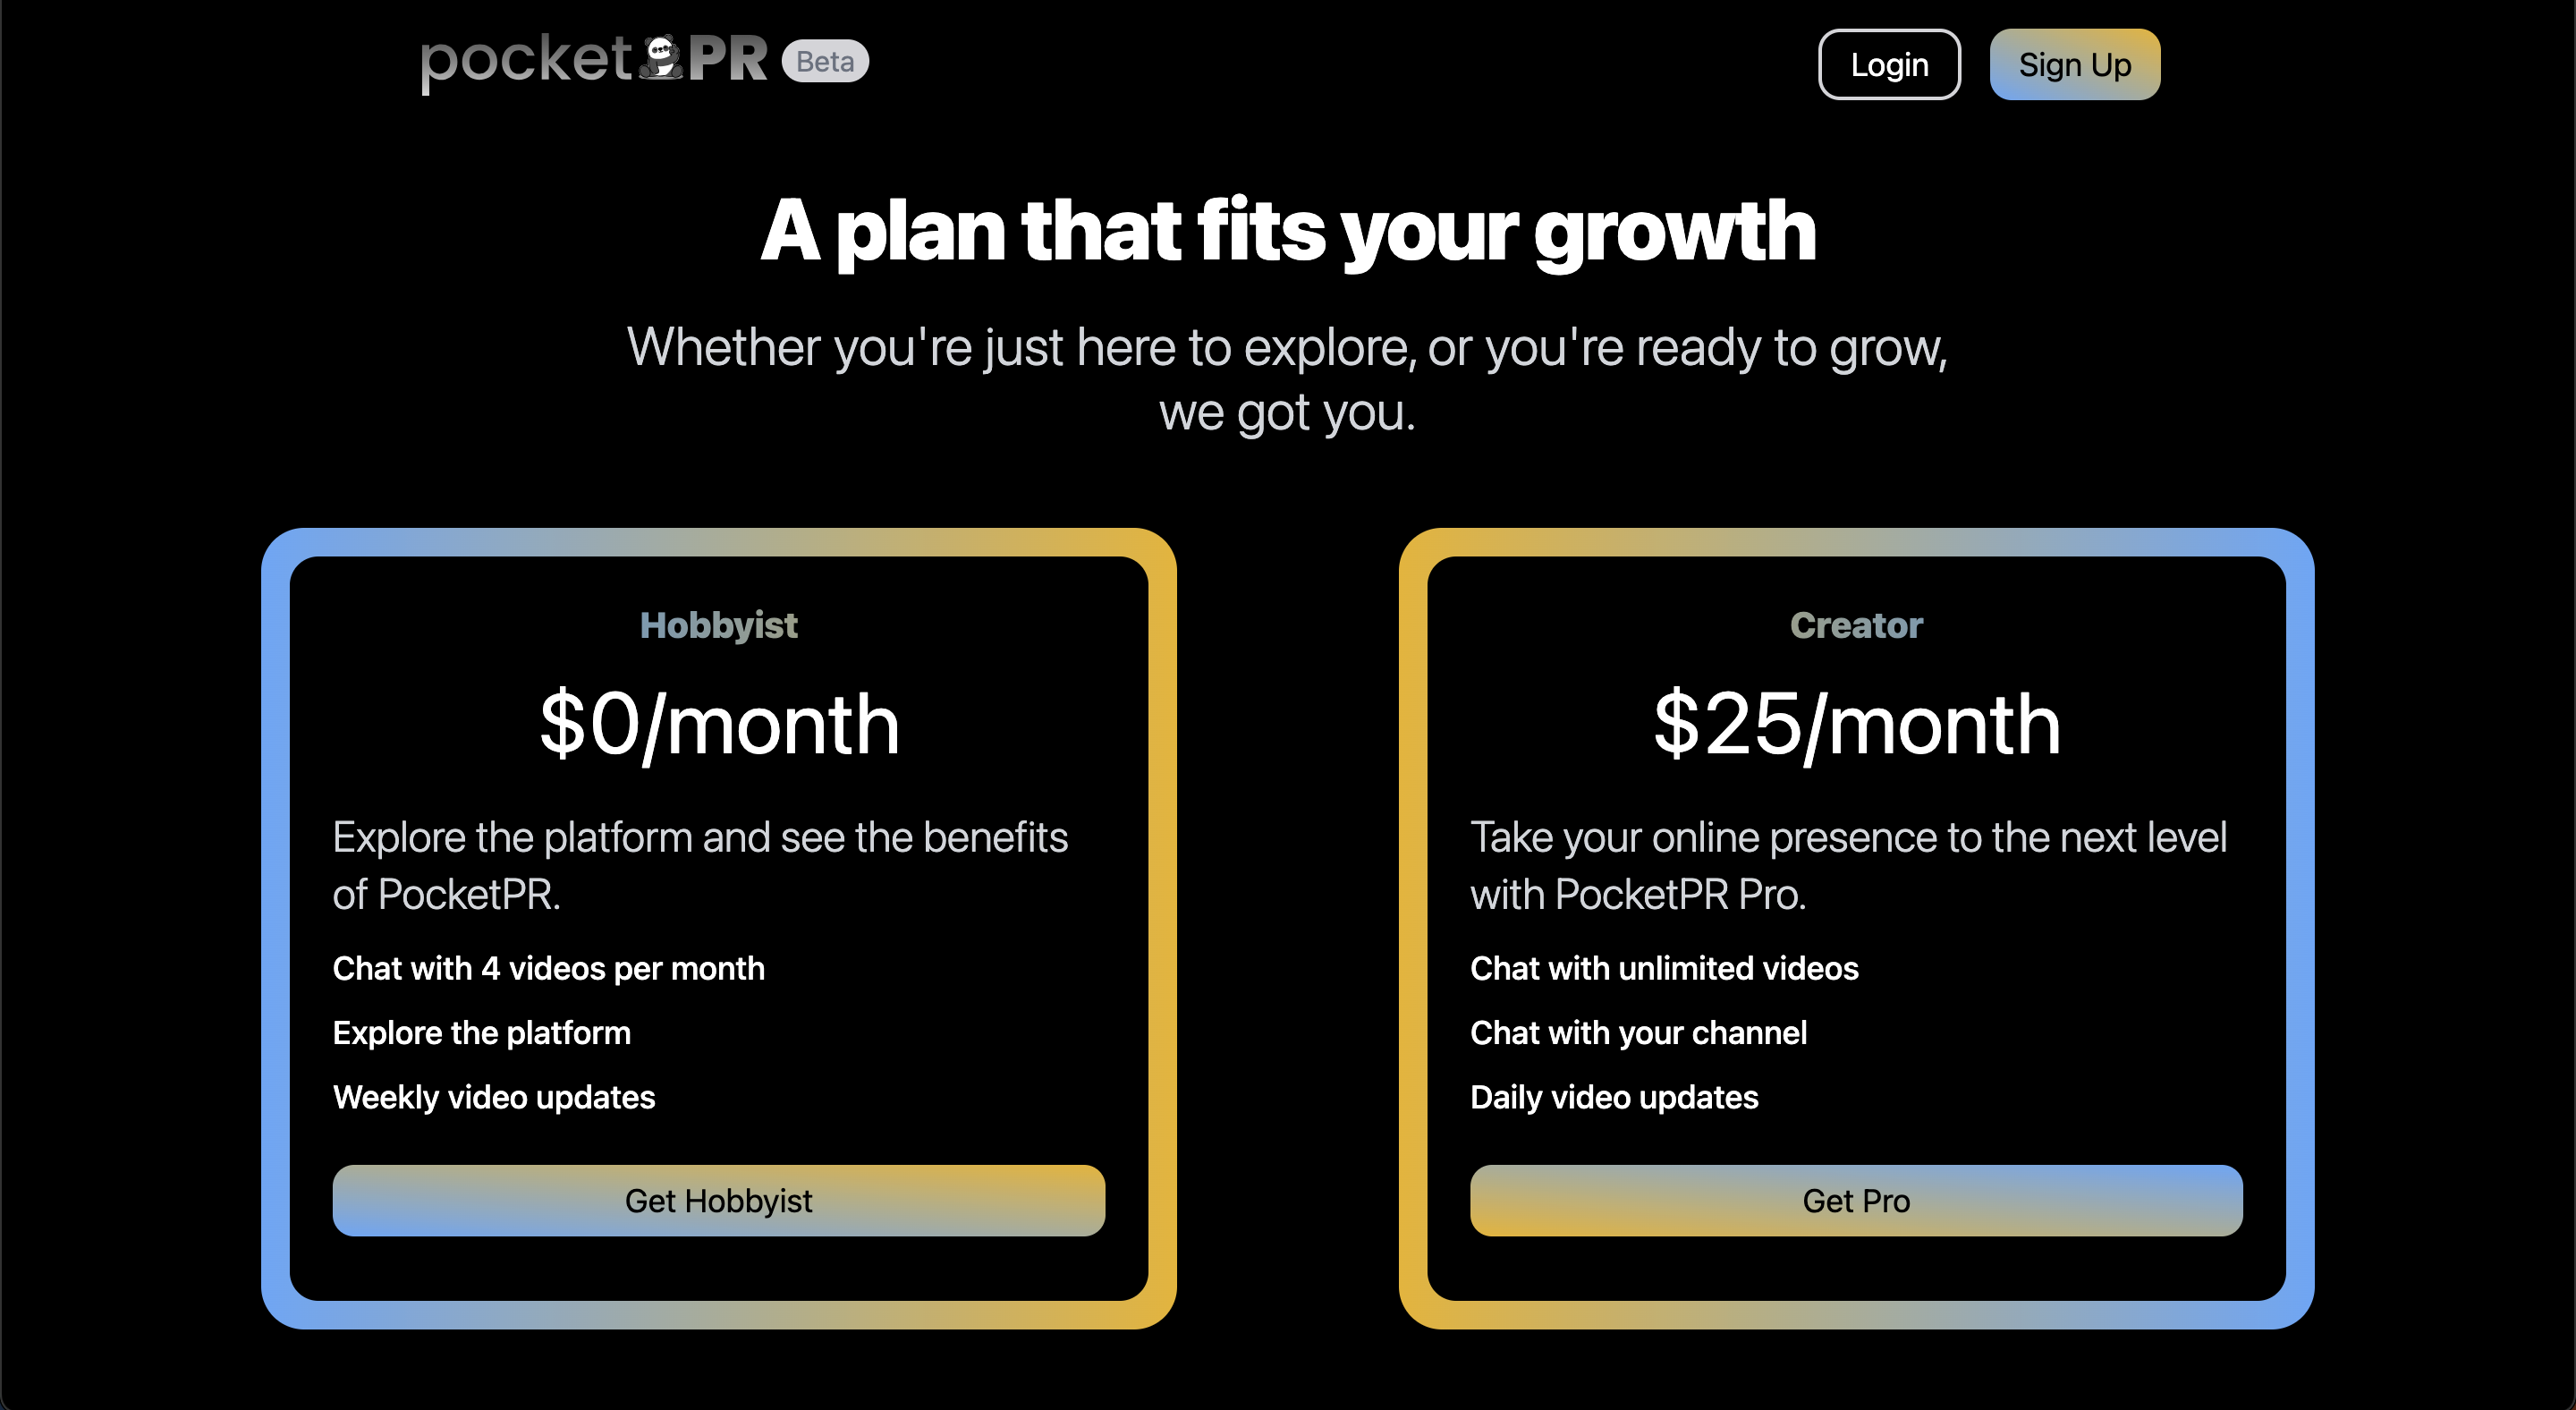 pocketPR Beta
Login
Sign Up
A plan that fits your growth
Whether you're just here to explore, or you're ready to grow,
we got you.
Hobbyist
$0/month
Explore the platform and see the benefits
of PocketPR.
Chat with 4 videos per month
Explore the platform
Weekly video updates
Get Hobbyist
Creator
$25/month
Take your online presence to the next level
with PocketPR Pro.
Chat with unlimited videos
Chat with your channel
Daily video updates
Get Pro